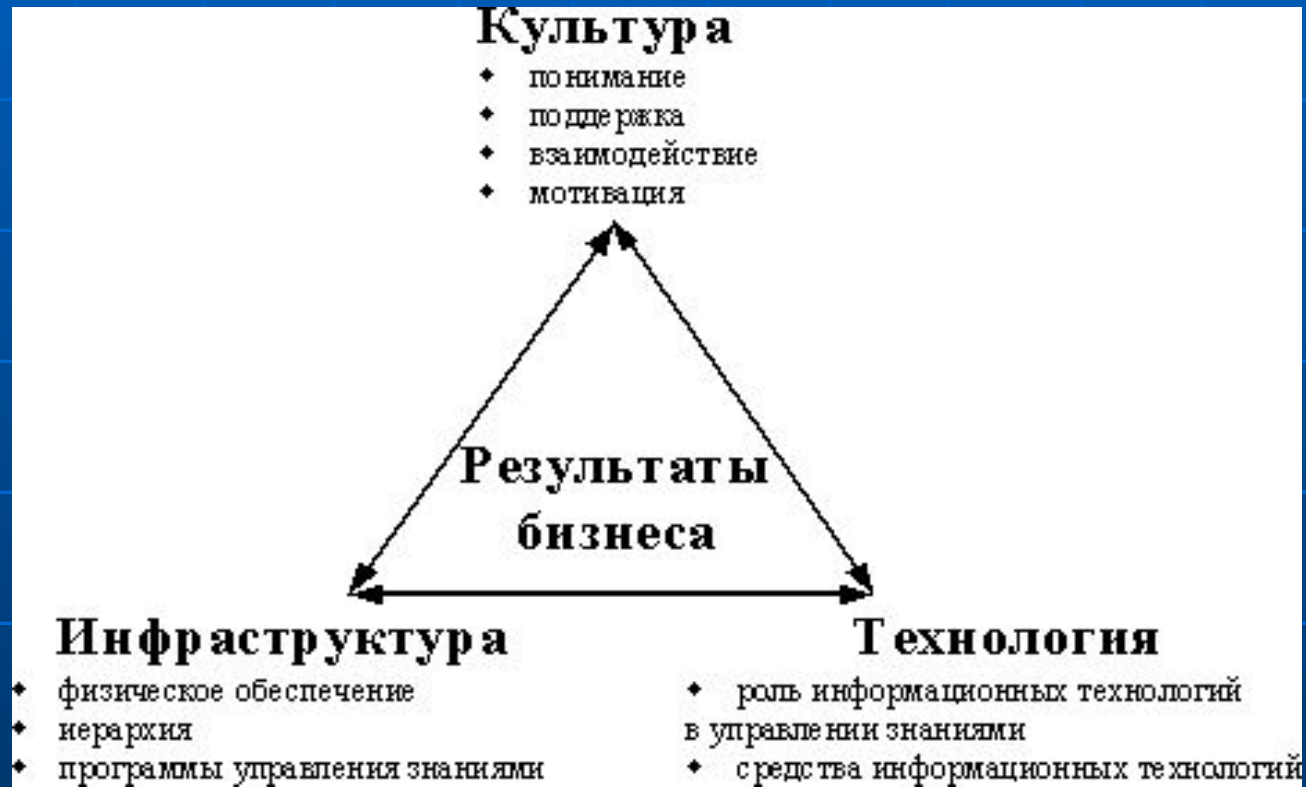 Культура
◆ понимание
◆ поддержка
◆ взаимодействие
◆ мотивация
Результаты
бизнеса
Инфраструктура
◆ физическое обеспечение
◆ иерархия
◆ программы управления знаниями
Технология
◆ роль информационных технологий
в управлении знаниями
◆ средства информационных технологий